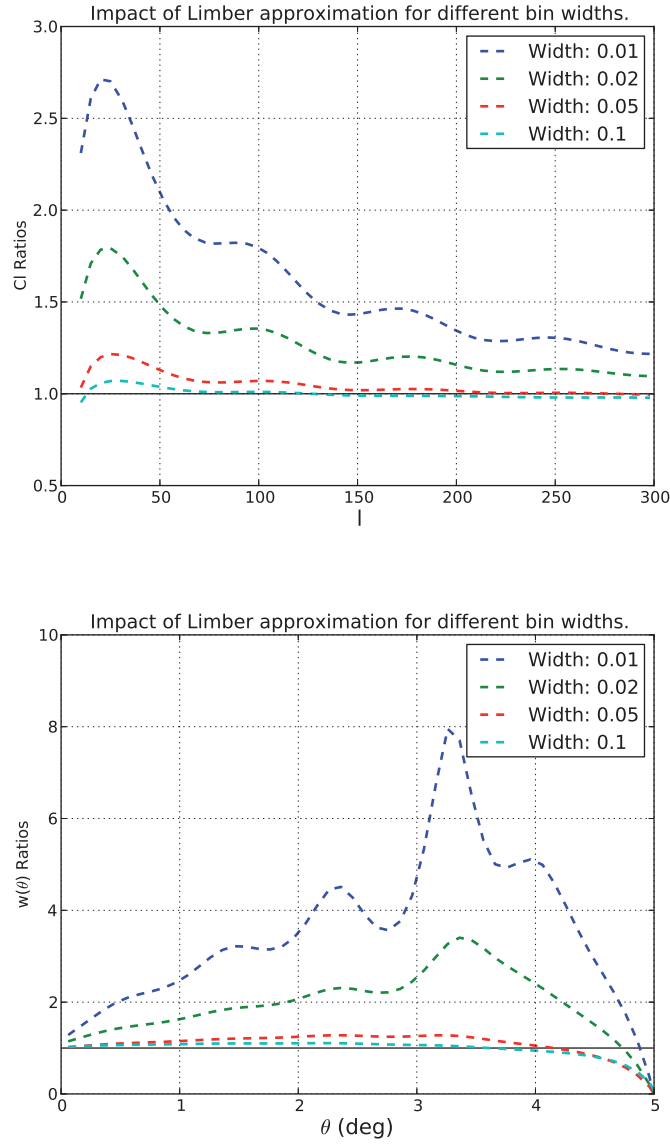 Impact of Limber approximation for different bin widths.
3.0
2.5
2.0
1.5
1.0
0.5
Cl Ratios
Width: 0.01
Width: 0.02
Width: 0.05
Width: 0.1
0 50 100 150 200 250 300
l
Impact of Limber approximation for different bin widths.
10
8
6
4
2
0
w(θ) Ratios
Width: 0.01
Width: 0.02
Width: 0.05
Width: 0.1
0 1 2 3 4 5
θ (deg)